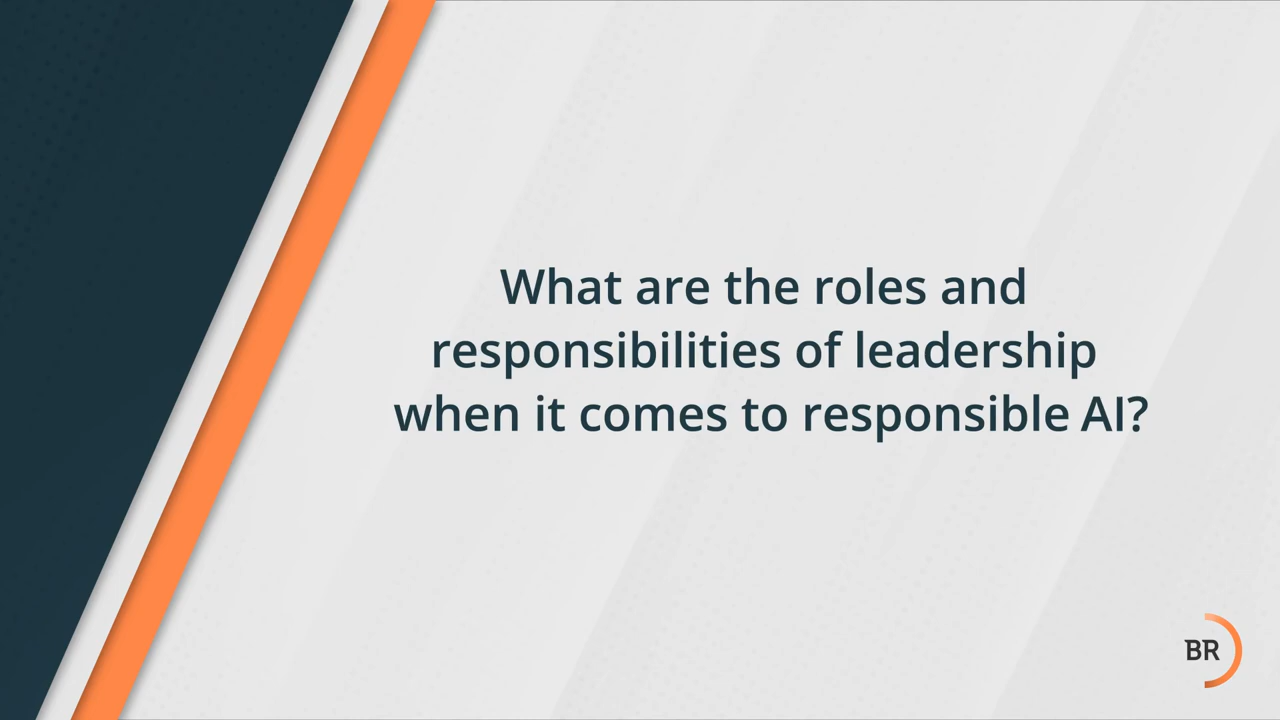 What are the roles and
responsibilities of leadership
when it comes to responsible AI?
BR